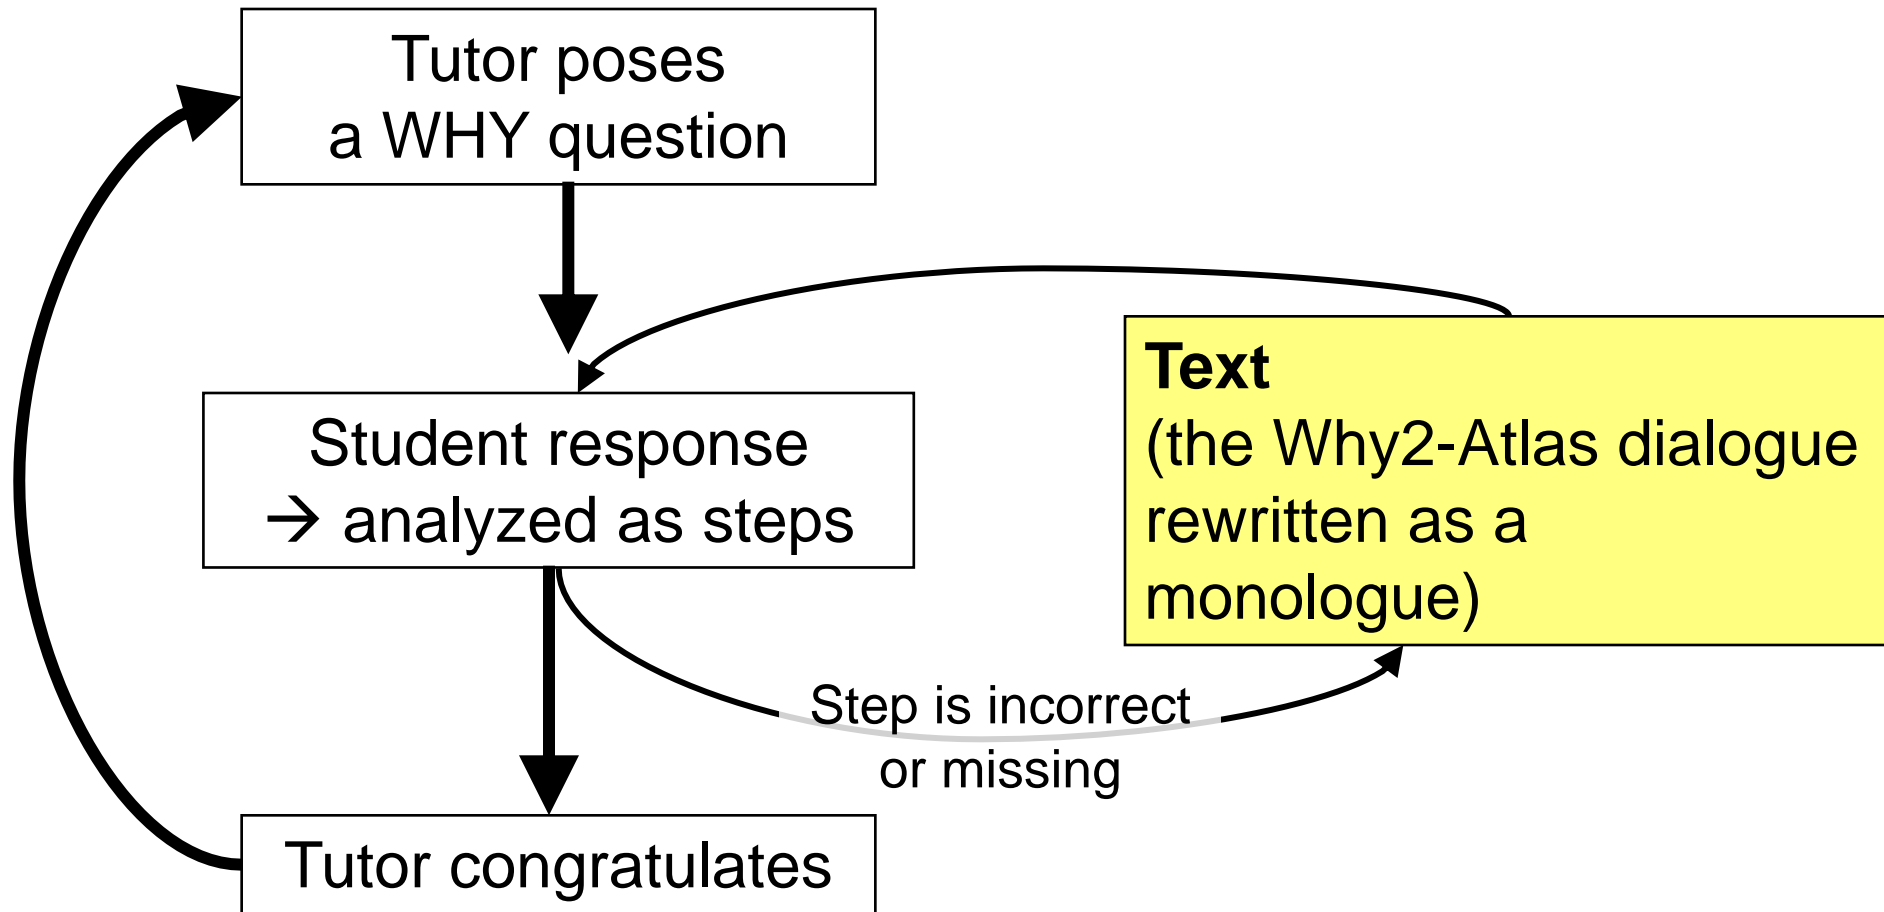 Tutor poses
a WHY question
Text
(the Why2-Atlas dialogue
rewritten as a
monologue)
Student response
→ analyzed as steps
Step is incorrect
or missing
Tutor congratulates